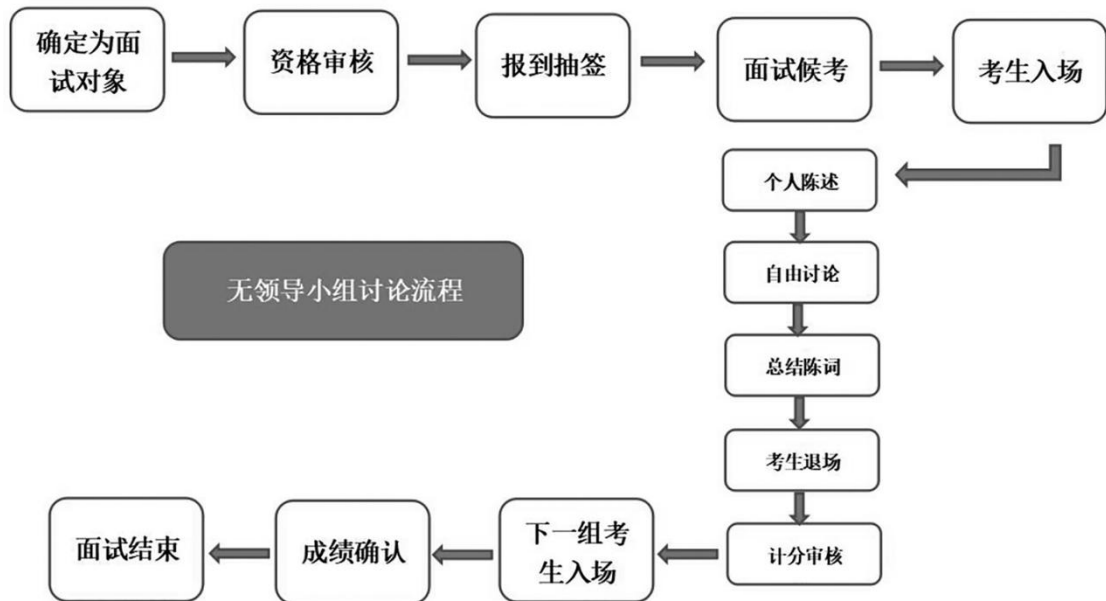 确定为面
试对象
资格审核
报到抽签
面试候考
考生入场
个人陈述
自由讨论
无领导小组讨论流程
总结陈词
考生退场
计分审核
下一组考
生入场
成绩确认
面试结束